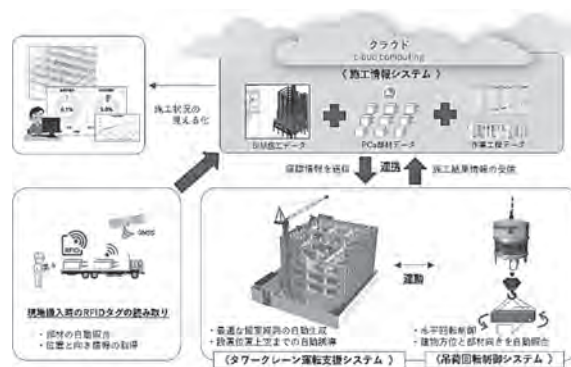 クラウド
cloud computing
《 施工情報システム 》
BIM施工データ
PCa部材データ
作業工程データ
施工状況の
見える化
連携
施工結果情報の受信
GNSS
RFID
現場搬入時のRFIDタグの読み取り
・部材の自動照合
・位置と向き情報の取得
連動
・最適な揚重経路の自動生成
・設置位置上空までの自動誘導
《タワークレーン運転支援システム 》
・水平回転制御
・建物方位と部材向きを自動照合
《吊荷回転制御システム 》